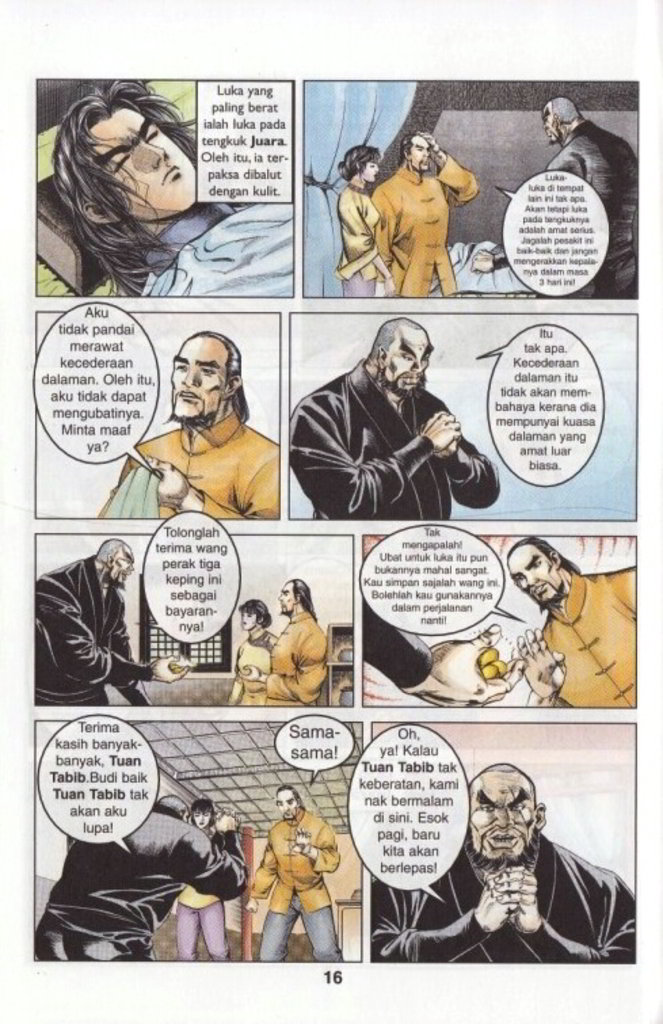 Luka yang
paling berat
ialah luka pada
tengkuk Juara.
Oleh itu, ia ter-
paksa dibalut
dengan kulit.
Luka-
luka di tempat
lain ini tak apa.
Akan tetapi luka
pada tengkuknya
adalah amat serius.
Jagalah pesakit ini
baik-baik dan jangan
mengerakkan kepala-
nya dalam masa
3 hari ini!
Aku
tidak pandai
merawat
kecederaan
dalaman. Oleh itu,
aku tidak dapat
mengubatinya.
Minta maaf
ya?
Itu
tak apa.
Kecederaan
dalaman itu
tidak akan mem-
bahaya kerana dia
mempunyai kuasa
dalaman yang
amat luar
biasa.
Tolonglah
terima wang
perak tiga
keping ini
sebagai
bayaran-
nya!
Tak
mengapalah!
Ubat untuk luka itu pun
bukannya mahal sangat.
Kau simpan sajalah wang ini.
Bolehlah kau gunakannya
dalam perjalanan
nanti!
Terima
kasih banyak-
banyak, Tuan
Tabib.Budi baik
Tuan Tabib tak
akan aku
lupa!
Sama-
sama!
Oh,
ya! Kalau
Tuan Tabib tak
keberatan, kami
nak bermalam
di sini. Esok
pagi, baru
kita akan
berlepas!
16